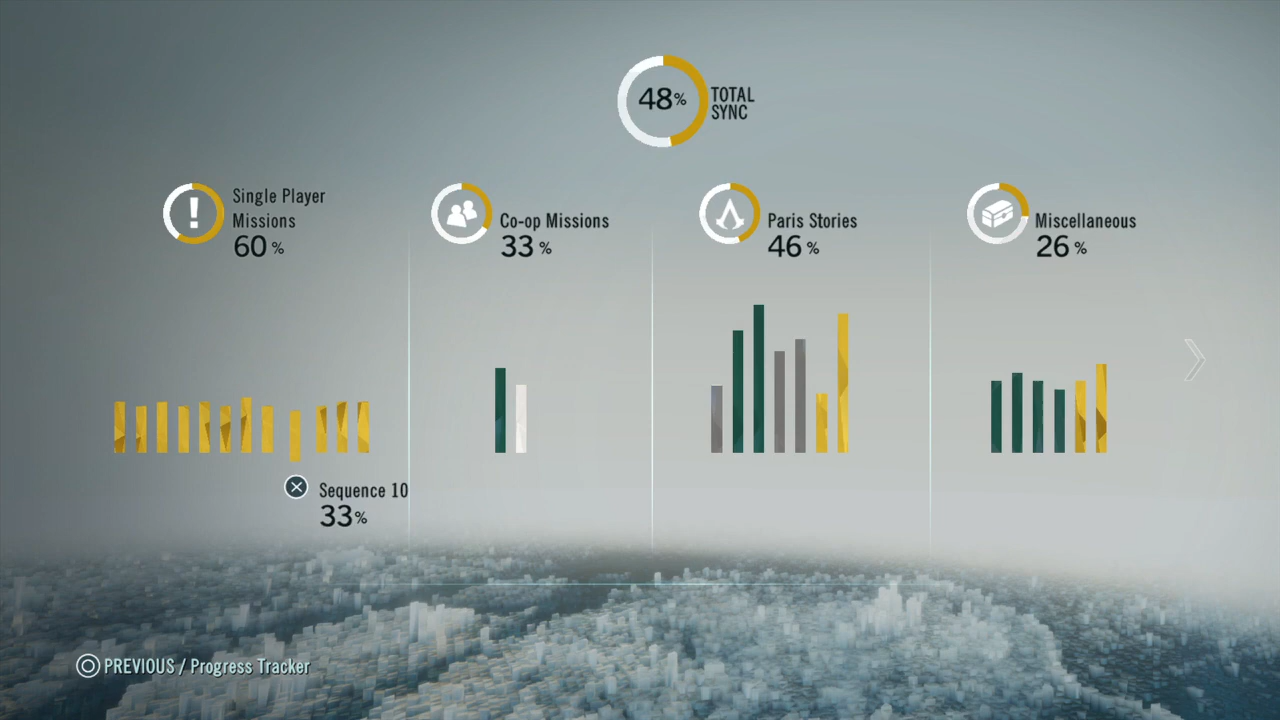 48%
TOTAL
SYNC
Single Player
Missions
60 %
Co-op Missions
33 %
Paris Stories
46 %
Miscellaneous
26 %
Sequence 10
33%
PREVIOUS / Progress Tracker